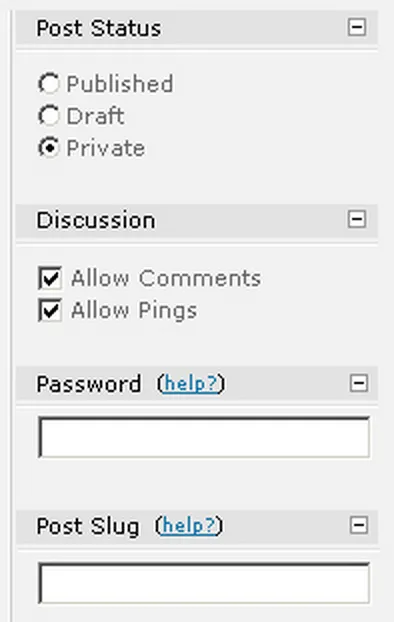 Post Status
Published
Draft
Private
Discussion
Allow Comments
Allow Pings
Password (help?)
Post Slug (help?)